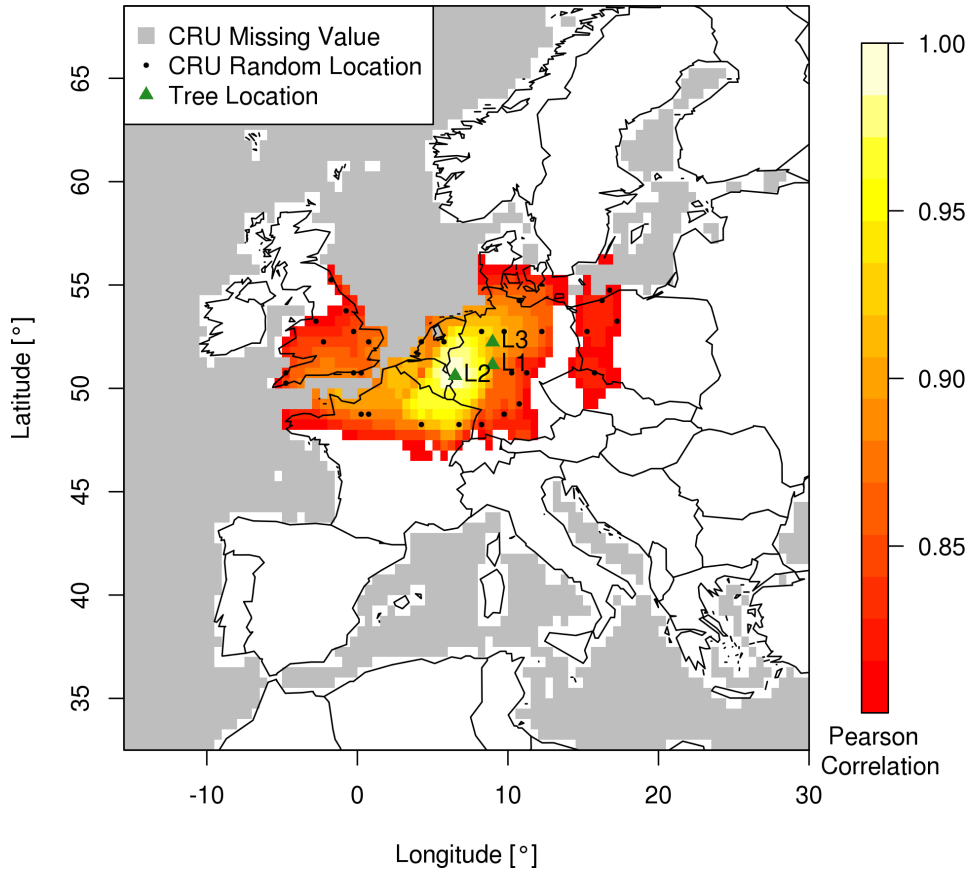 CRU Missing Value
CRU Random Location
Tree Location
1.00
0.95
0.90
0.85
Pearson
Correlation
L3
L1
L2
65
60
55
50
45
40
35
Latitude [°]
-10
0
10
20
30
Longitude [°]